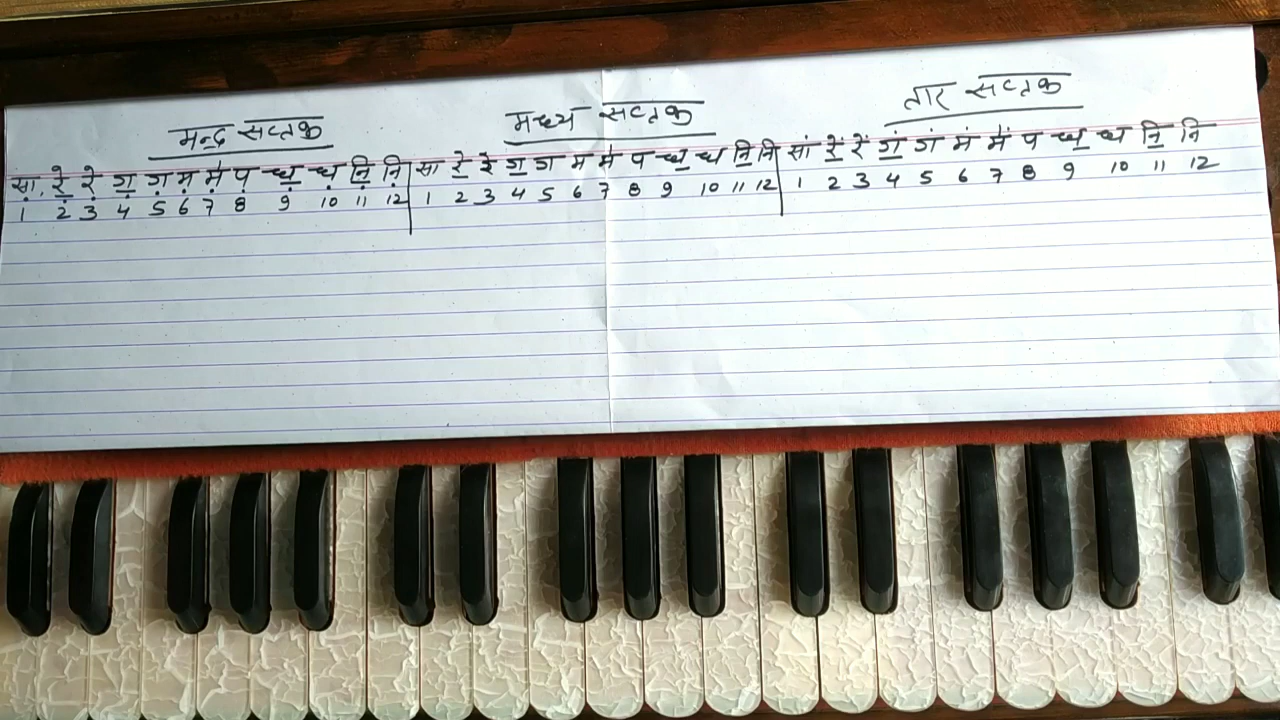 मन्द्र सप्तक
सा़ रे़॒ रे़ ग़॒ ग़ म़ म़॑ प़ ध़॒ ध़ नि़॒ नि़
1 2 3 4 5 6 7 8 9 10 11 12
मध्य सप्तक
सा रे॒ रे ग॒ ग म म॑ प ध॒ ध नि॒ नि
1 2 3 4 5 6 7 8 9 10 11 12
तार सप्तक
सां रें॒ रें गं॒ गं मं मं॑ प ध॒ ध नि॒ नि
1 2 3 4 5 6 7 8 9 10 11 12